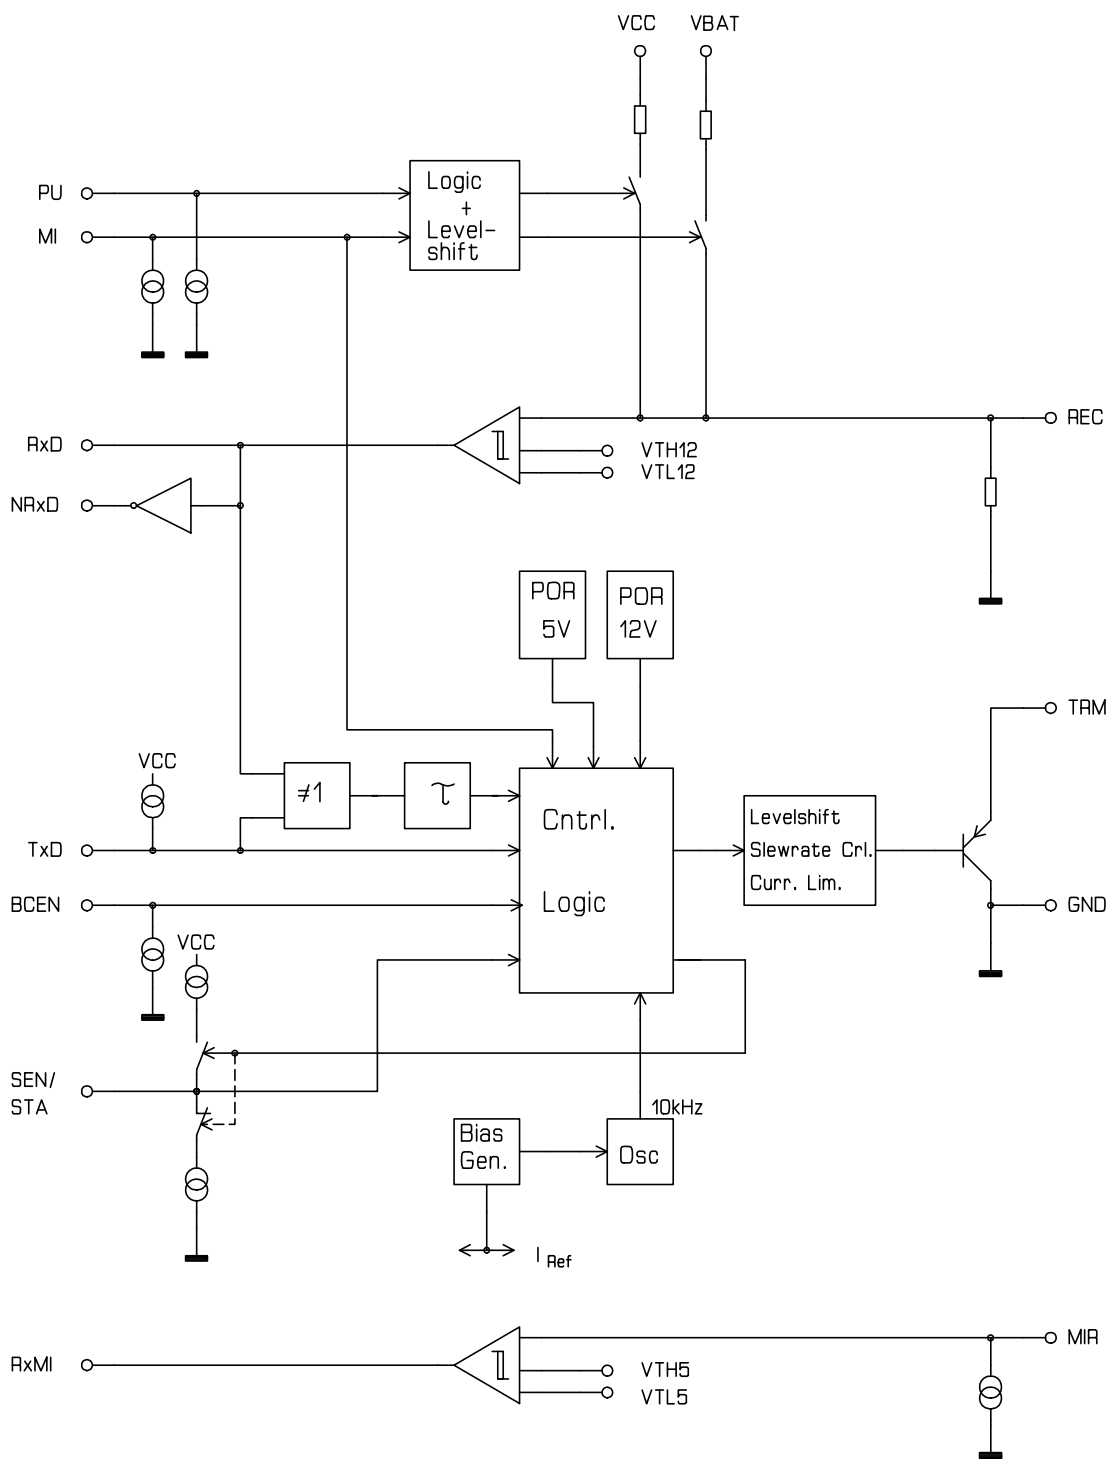 VCC VBAT
PU
MI
Logic
+
Level-
shift
REC
RxD
VTH12
VTL12
NRxD
POR
5V
POR
12V
TRM
VCC
≠1
τ
Cntrl.
Logic
Levelshift
Slewrate Crl.
Curr. Lim.
TxD
BCEN
GND
VCC
SEN/
STA
10kHz
Bias
Gen.
Osc
I Ref
RxMI
MIR
VTH5
VTL5